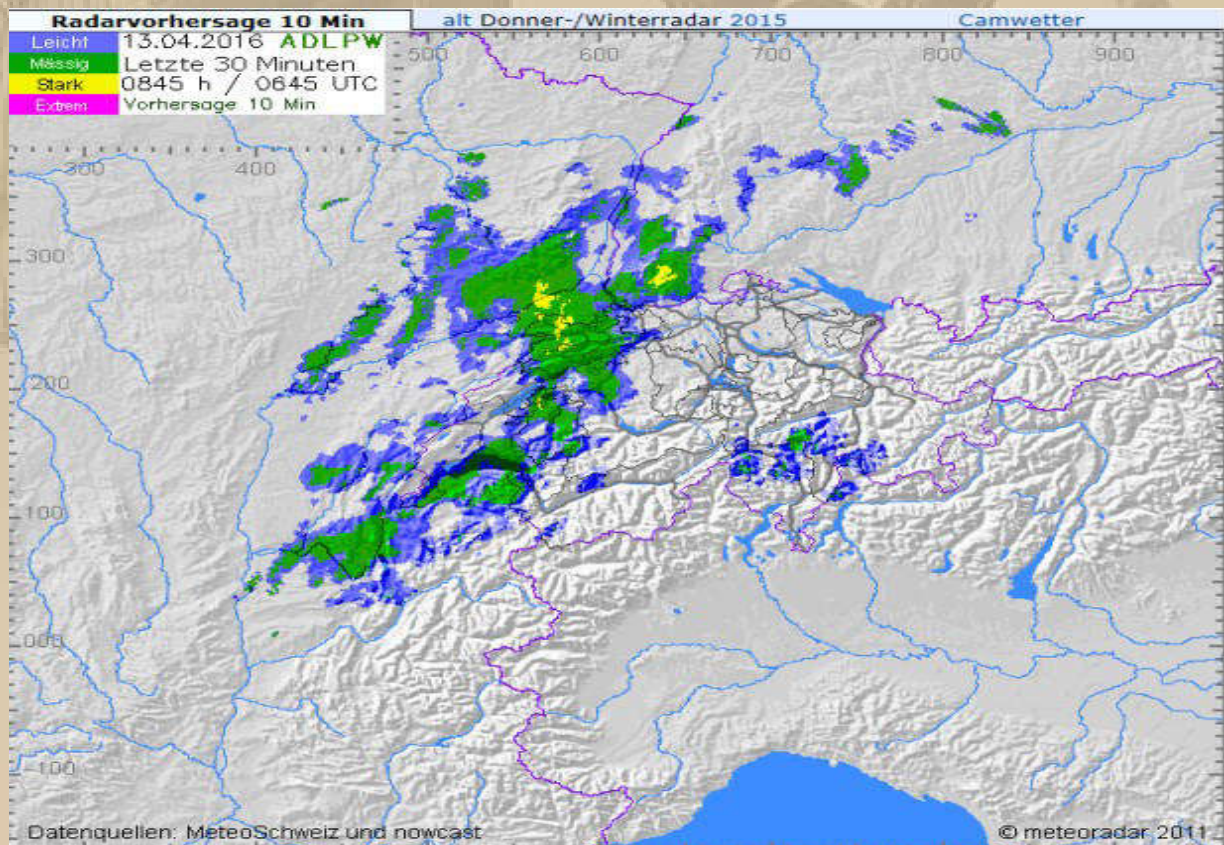 Radarvorhersage 10 Min
alt Donner-/Winterradar 2015
Camwetter
Leicht 13.04.2016 ADLPW
Mässig Letzte 30 Minuten
Stark 0845 h / 0645 UTC
Extrem Vorhersage 10 Min
500 600 700 800 900
300 400
300
200
100
000
-100
Datenquellen: MeteoSchweiz und nowcast
© meteoradar 2011